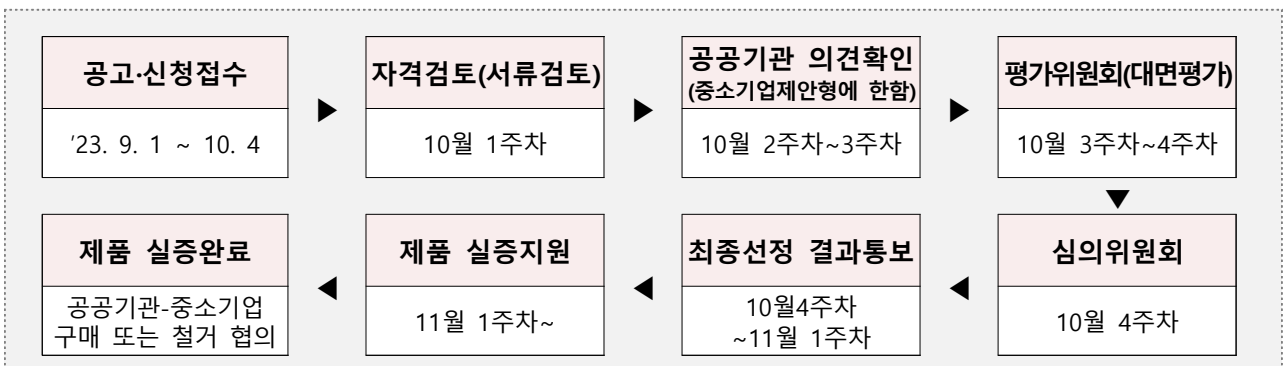 공고·신청접수
'23. 9. 1 ~ 10. 4
자격검토(서류검토)
10월 1주차
공공기관 의견확인
(중소기업제안형에 한함)
10월 2주차~3주차
평가위원회(대면평가)
10월 3주차~4주차
심의위원회
10월 4주차
최종선정 결과통보
10월4주차
~11월 1주차
제품 실증지원
11월 1주차~
제품 실증완료
공공기관-중소기업
구매 또는 철거 협의